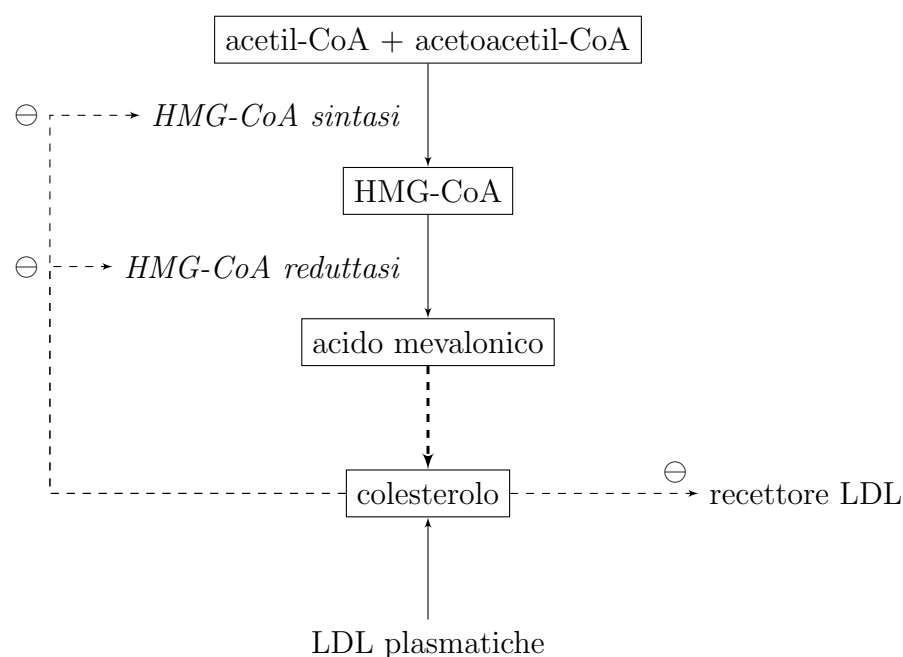 acetil-CoA + acetoacetil-CoA
⊖ HMG-CoA sintasi
HMG-CoA
⊖ HMG-CoA reduttasi
acido mevalonico
⊖
colesterolo
recettore LDL
LDL plasmatiche